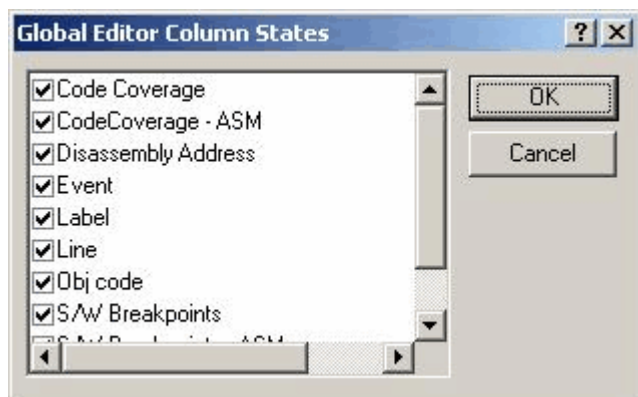 Global Editor Column States
Code Coverage
CodeCoverage - ASM
Disassembly Address
Event
Label
Line
Obj code
S/W Breakpoints
OK
Cancel